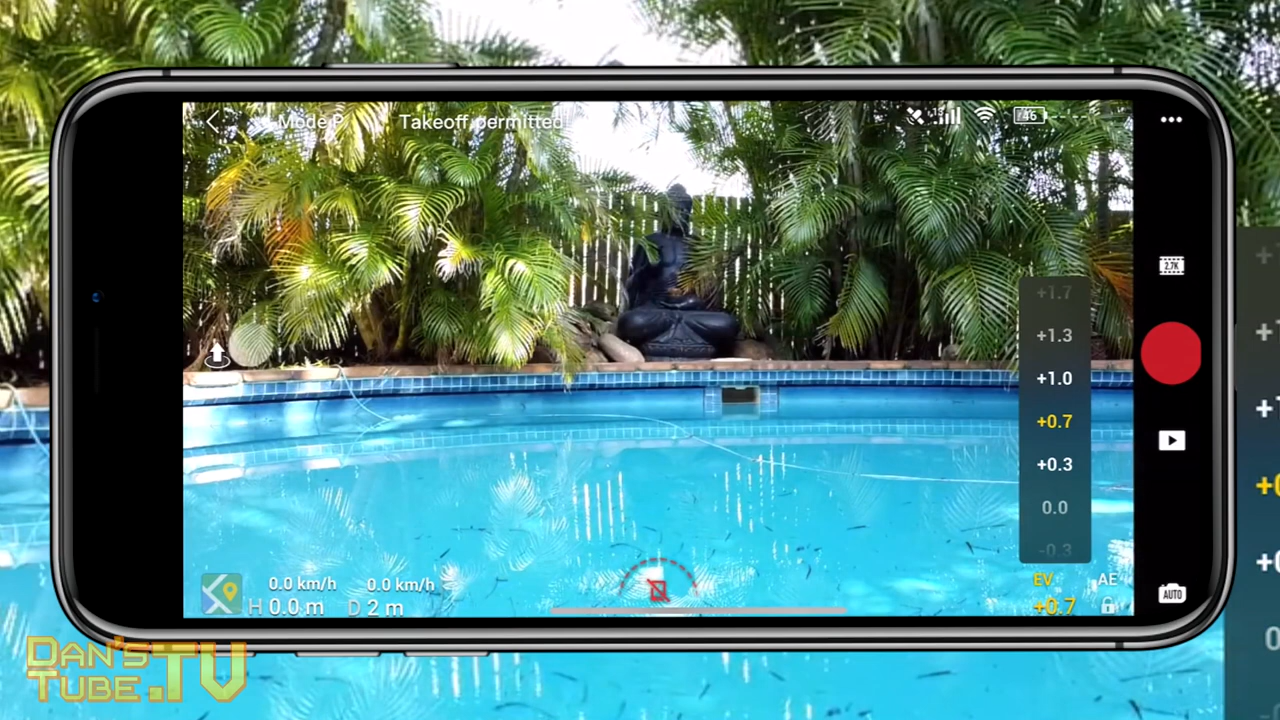 Mode P
Takeoff permitted
46
2.7K
+1.7
+1.3
+1.0
+0.7
+0.3
0.0
-0.3
EV
+0.7
AE
AUTO
0.0 km/h
0.0 km/h
H 0.0 m
D 2 m
DAN'S
TUBE.TV